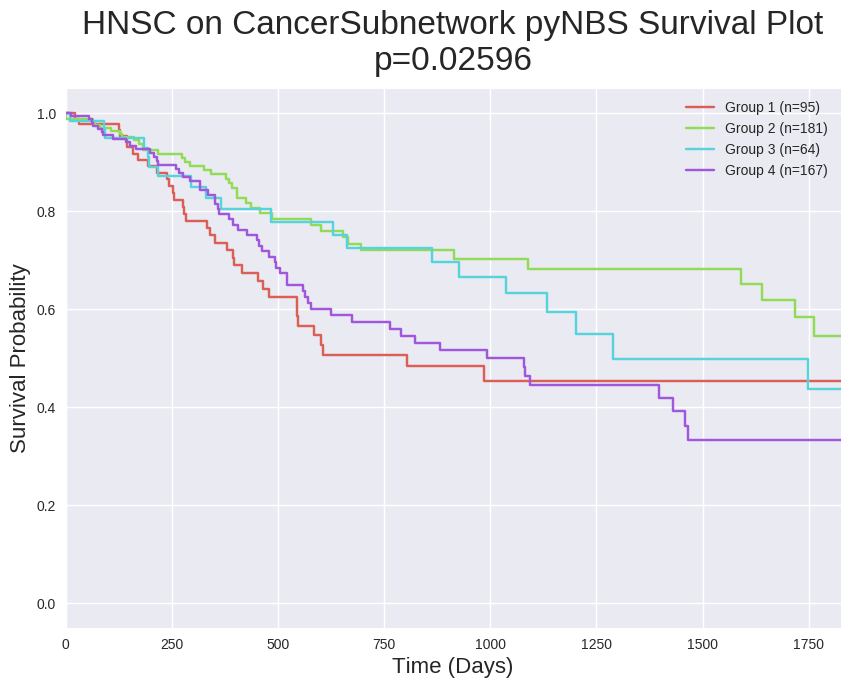 HNSC on CancerSubnetwork pyNBS Survival Plot
p=0.02596
Group 1 (n=95)
Group 2 (n=181)
Group 3 (n=64)
Group 4 (n=167)
Survival Probability
1.0
0.8
0.6
0.4
0.2
0.0
0 250 500 750 1000 1250 1500 1750
Time (Days)